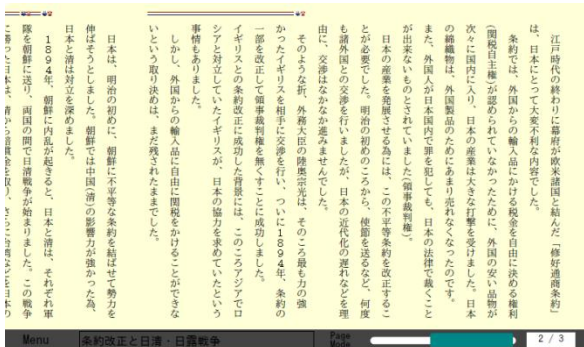 江戸時代の終わりに幕府が欧米諸国と結んだ「修好通商条約」
は、日本にとって大変不利な内容でした。
条約では、外国からの輸入品にかける税金を自由に決める権利
(関税自主権)が認められていなかったために、外国の安い品物が
次々に国内に入り、日本の産業は大きな打撃を受けました。日本
の綿織物は、外国製品のためにあまり売れなくなったのです。
また、外国人が日本国内で罪を犯しても、日本の法律で裁くこと
が出来ないものとされていました(領事裁判権)。
日本の産業を発展させる為には、この不平等条約を改正するこ
とが必要でした。明治の初めのころから、使節を送るなど、何度
も諸外国との交渉を行いましたが、日本の近代化の遅れなどを理
由に、交渉はなかなか進みませんでした。
そのような折、外務大臣の陸奥宗光は、そのころ最も力の強
かったイギリスを相手に交渉を行い、ついに1894年、条約の
一部を改正して領事裁判権を無くすことに成功しました。
イギリスとの条約改正に成功した背景には、このころアジアでロ
シアと対立していたイギリスが、日本の協力を求めていたという
事情もありました。
しかし、外国からの輸入品に自由に関税をかけることができな
いという取り決めは、まだ残されたままでした。
日本は、明治の初めに、朝鮮に不平等な条約を結ばせて勢力を
伸ばそうとしました。朝鮮では中国(清)の影響力が強かった為、
日本と清は対立を深めました。
1894年、朝鮮に内乱が起きると、日本と清は、それぞれ軍
隊を朝鮮に送り、両国の間で日清戦争が始まりました。この戦争
に勝った日本は、清から賠償金を取り、さらに台湾などを日本の
Menu
条約改正と日清・日露戦争
Page
Mode
2 / 3